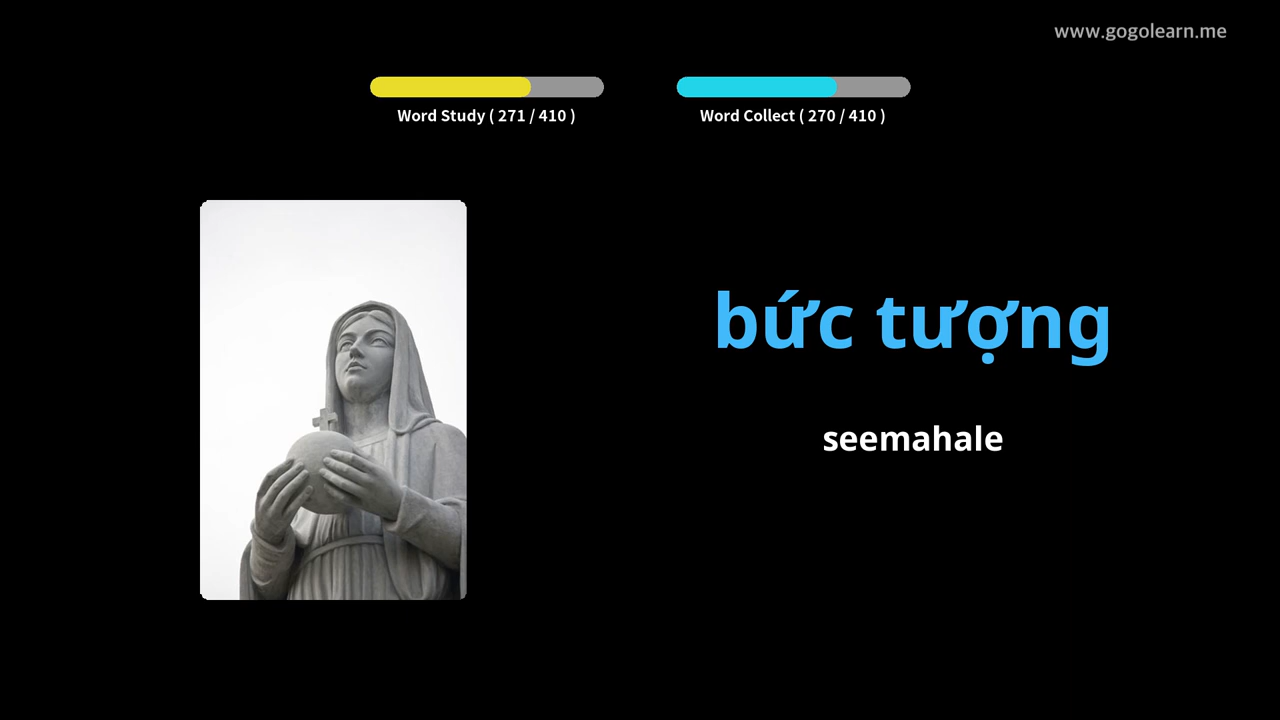 www.gogolearn.me
Word Study ( 271 / 410 )
Word Collect ( 270 / 410 )
bức tượng
seemahale